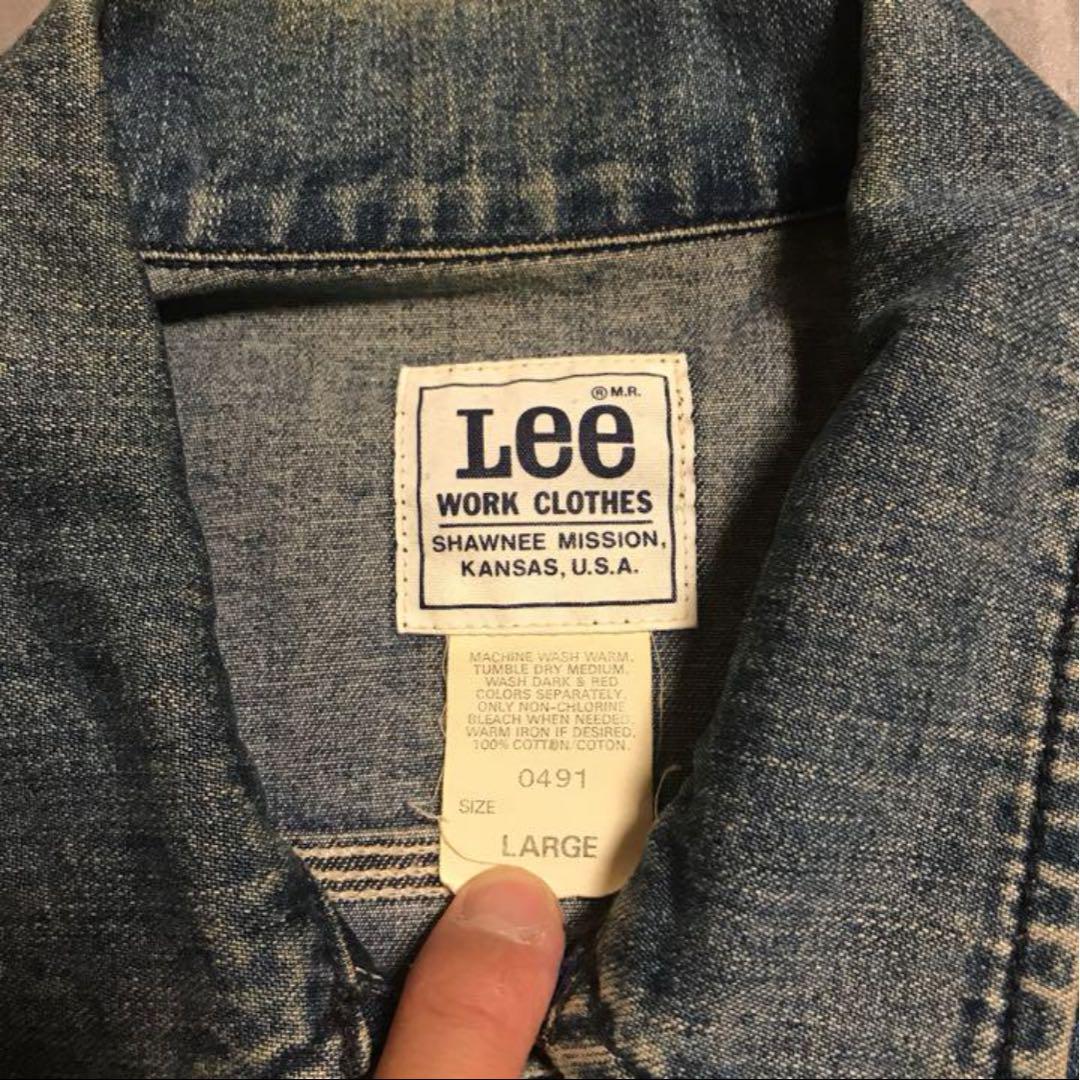 ® M.R.
Lee
WORK CLOTHES
SHAWNEE MISSION,
KANSAS, U.S.A.
MACHINE WASH WARM.
TUMBLE DRY MEDIUM.
WASH DARK & RED
COLORS SEPARATELY.
ONLY NON-CHLORINE
BLEACH WHEN NEEDED.
WARM IRON IF DESIRED.
100% COTTON/COTON.
0491
SIZE
LARGE